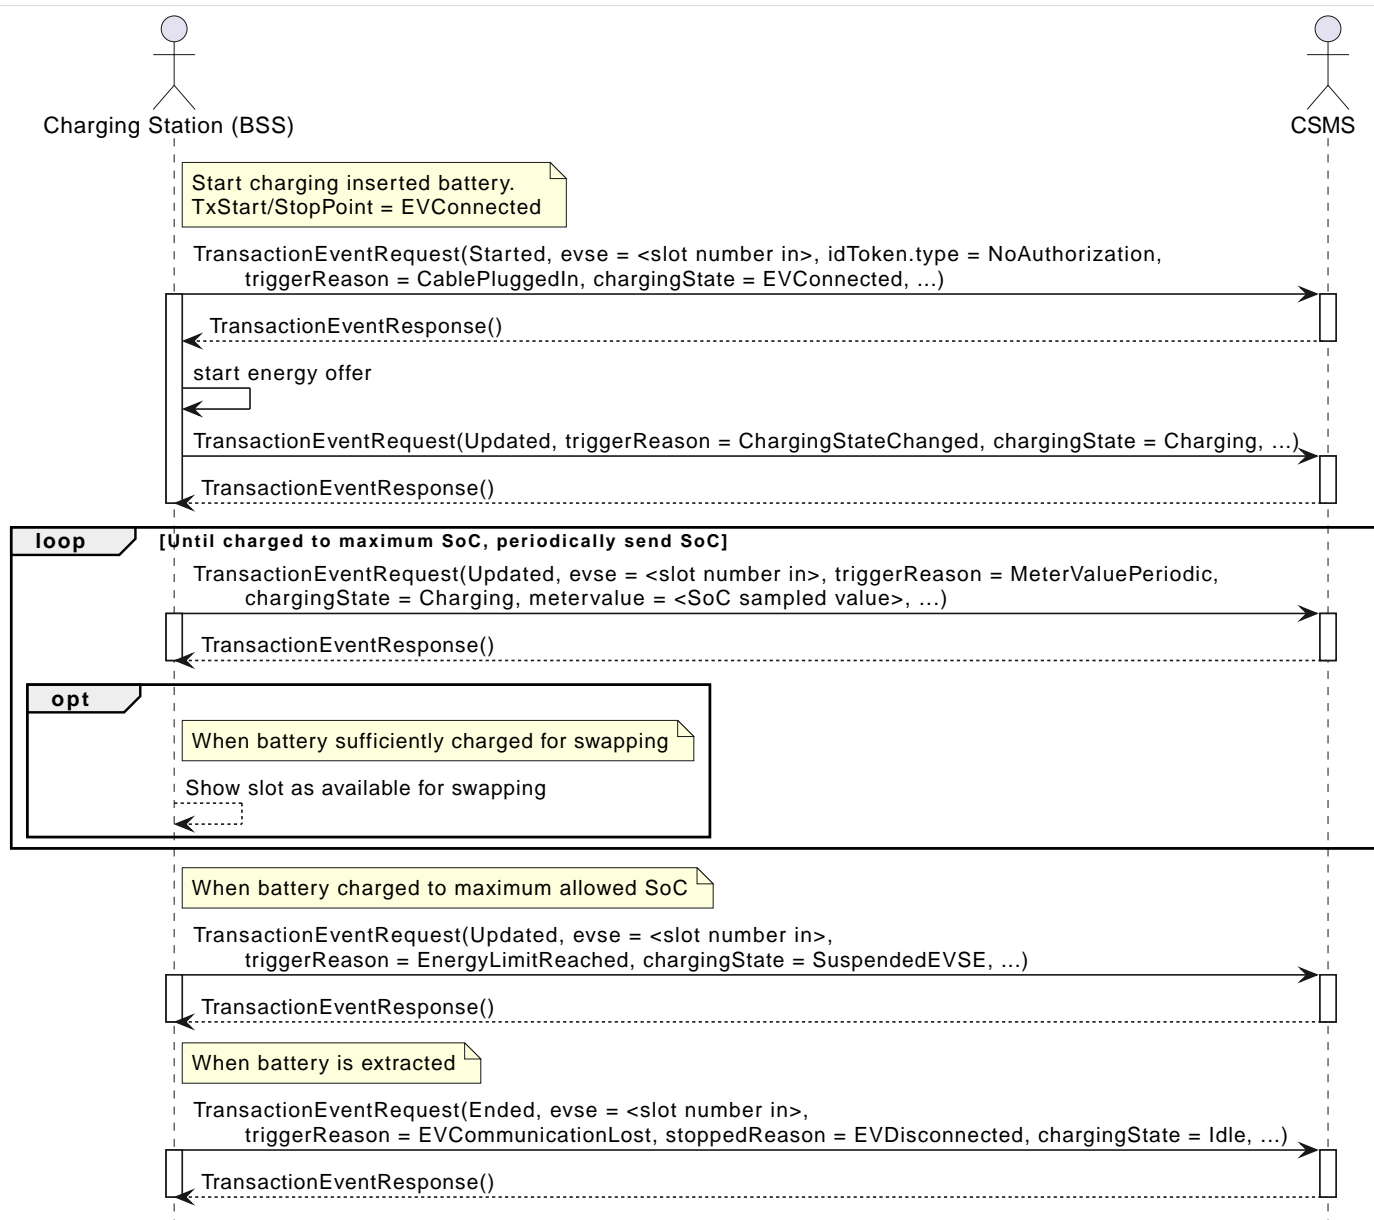 Charging Station (BSS)
CSMS
Start charging inserted battery.
TxStart/StopPoint = EVConnected
TransactionEventRequest(Started, evse = <slot number in>, idToken.type = NoAuthorization,
triggerReason = CablePluggedIn, chargingState = EVConnected, ...)
TransactionEventResponse()
start energy offer
TransactionEventRequest(Updated, triggerReason = ChargingStateChanged, chargingState = Charging, ...)
TransactionEventResponse()
loop [Until charged to maximum SoC, periodically send SoC]
TransactionEventRequest(Updated, evse = <slot number in>, triggerReason = MeterValuePeriodic,
chargingState = Charging, metervalue = <SoC sampled value>, ...)
TransactionEventResponse()
opt
When battery sufficiently charged for swapping
Show slot as available for swapping
When battery charged to maximum allowed SoC
TransactionEventRequest(Updated, evse = <slot number in>,
triggerReason = EnergyLimitReached, chargingState = SuspendedEVSE, ...)
TransactionEventResponse()
When battery is extracted
TransactionEventRequest(Ended, evse = <slot number in>,
triggerReason = EVCommunicationLost, stoppedReason = EVDisconnected, chargingState = Idle, ...)
TransactionEventResponse()